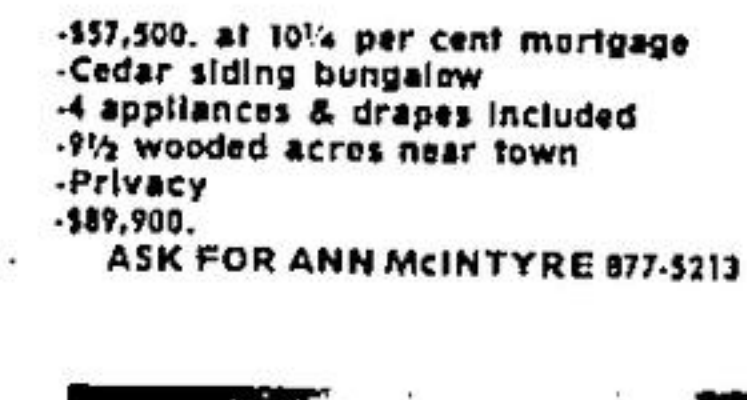 -$57,500. at 10¼ per cent mortgage
-Cedar siding bungalow
-4 appliances & drapes included
-9½ wooded acres near town
-Privacy
-$89,900.
ASK FOR ANN McINTYRE 877-5213